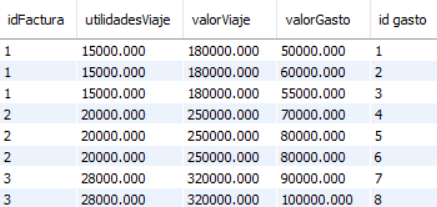 idFactura utilidadesViaje valorViaje valorGasto id gasto
1 15000.000 180000.000 50000.000 1
1 15000.000 180000.000 60000.000 2
1 15000.000 180000.000 55000.000 3
2 20000.000 250000.000 70000.000 4
2 20000.000 250000.000 80000.000 5
2 20000.000 250000.000 80000.000 6
3 28000.000 320000.000 90000.000 7
3 28000.000 320000.000 100000.000 8